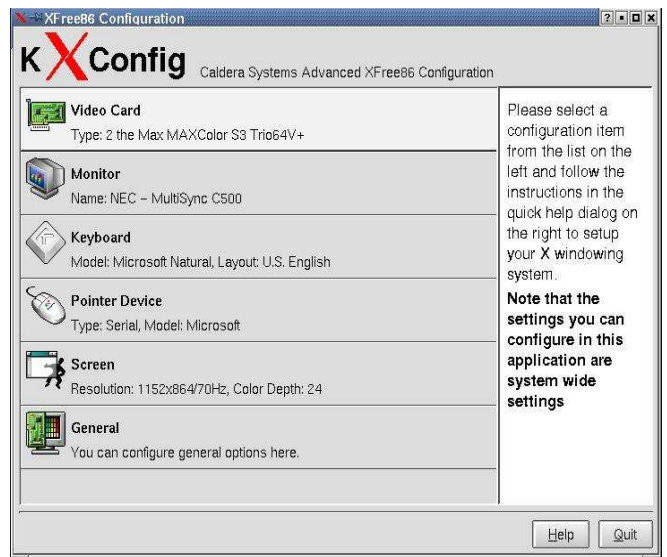 XFree86 Configuration
K X Config Caldera Systems Advanced XFree86 Configuration
Video Card
Type: 2 the Max MAXColor S3 Trio64V+
Monitor
Name: NEC – MultiSync C500
Keyboard
Model: Microsoft Natural, Layout: U.S. English
Pointer Device
Type: Serial, Model: Microsoft
Screen
Resolution: 1152x864/70Hz, Color Depth: 24
General
You can configure general options here.
Please select a
configuration item
from the list on the
left and follow the
instructions in the
quick help dialog on
the right to setup
your X windowing
system.
Note that the
settings you can
configure in this
application are
system wide
settings
Help
Quit